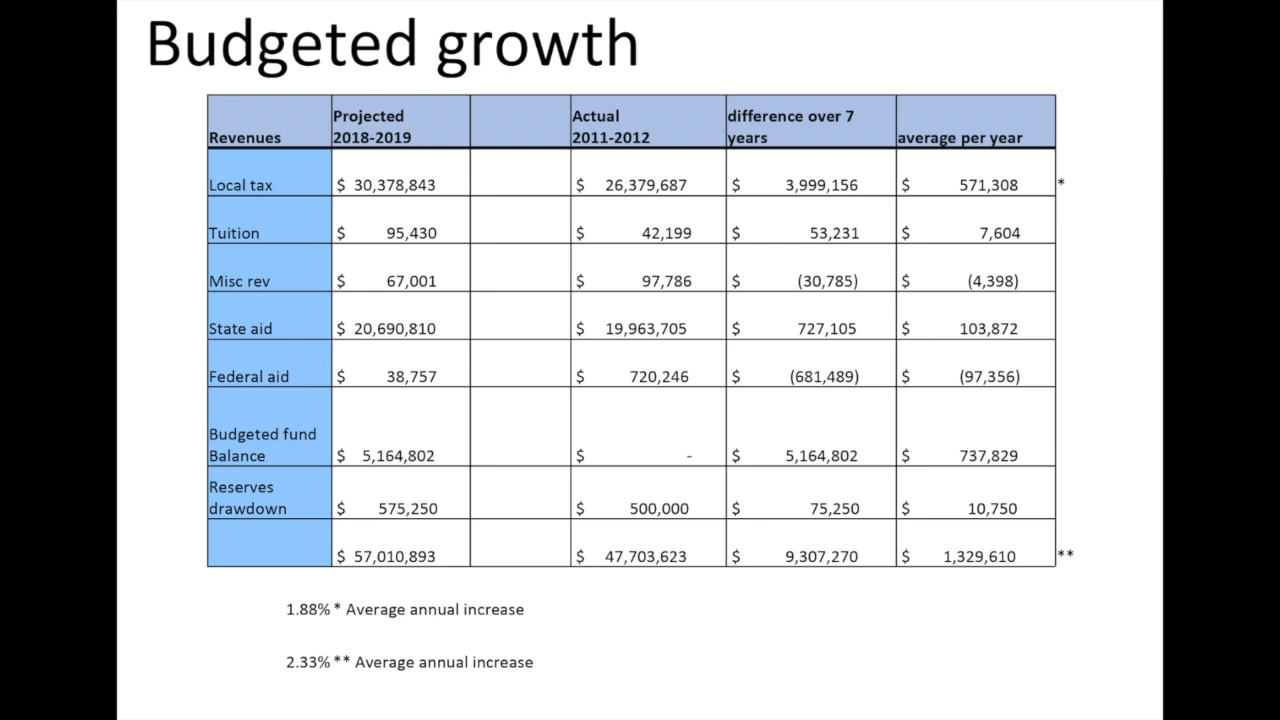 Budgeted growth
Revenues Projected 2018-2019 Actual 2011-2012 difference over 7 years average per year
Local tax $ 30,378,843 $ 26,379,687 $ 3,999,156 $ 571,308 *
Tuition $ 95,430 $ 42,199 $ 53,231 $ 7,604
Misc rev $ 67,001 $ 97,786 $ (30,785) $ (4,398)
State aid $ 20,690,810 $ 19,963,705 $ 727,105 $ 103,872
Federal aid $ 38,757 $ 720,246 $ (681,489) $ (97,356)
Budgeted fund Balance $ 5,164,802 $ - $ 5,164,802 $ 737,829
Reserves drawdown $ 575,250 $ 500,000 $ 75,250 $ 10,750
$ 57,010,893 $ 47,703,623 $ 9,307,270 $ 1,329,610 **
1.88% * Average annual increase
2.33% ** Average annual increase